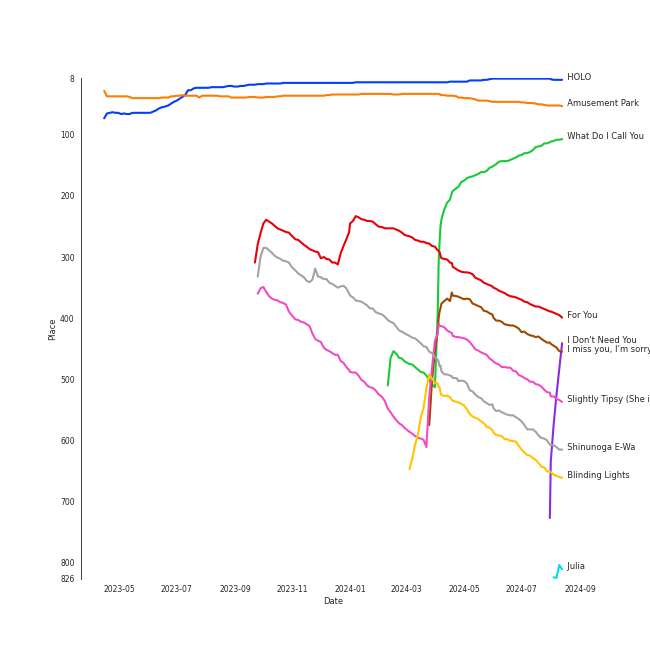 8
100
200
300
400
500
600
700
800
826
Place
HOLO
Amusement Park
What Do I Call You
For You
I Don't Need You
I miss you, I'm sorry
Slightly Tipsy (She i
Shinunoga E-Wa
Blinding Lights
Julia
2023-05
2023-07
2023-09
2023-11
2024-01
2024-03
2024-05
2024-07
2024-09
Date